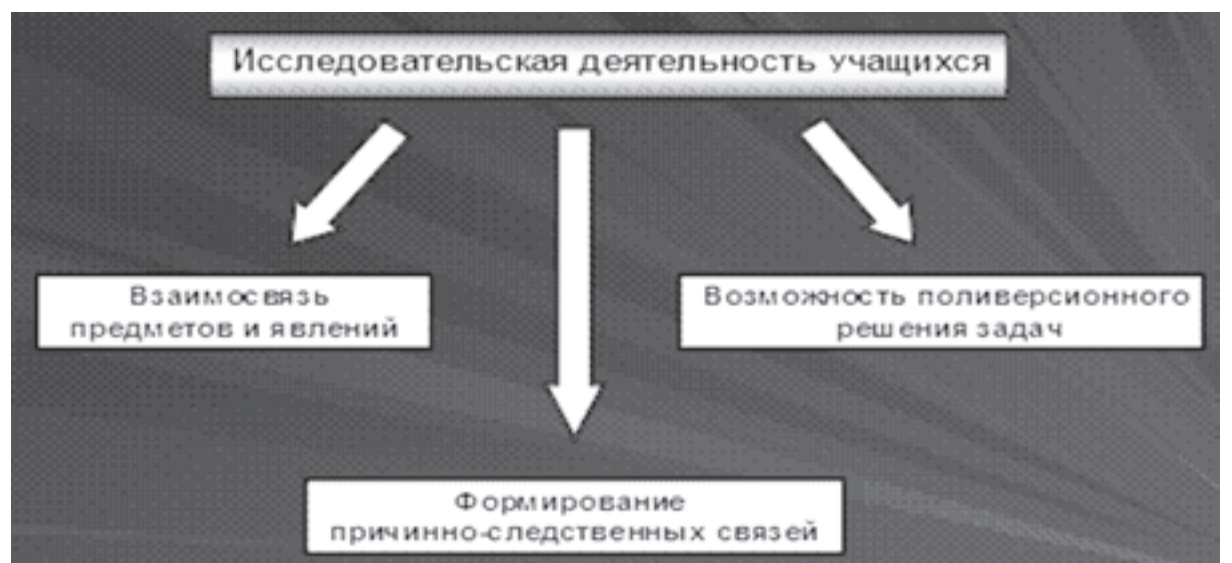 Исследовательская деятельность учащихся
Взаимосвязь
предметов и явлений
Возможность поливерсионного
решения задач
Формирование
причинно-следственных связей